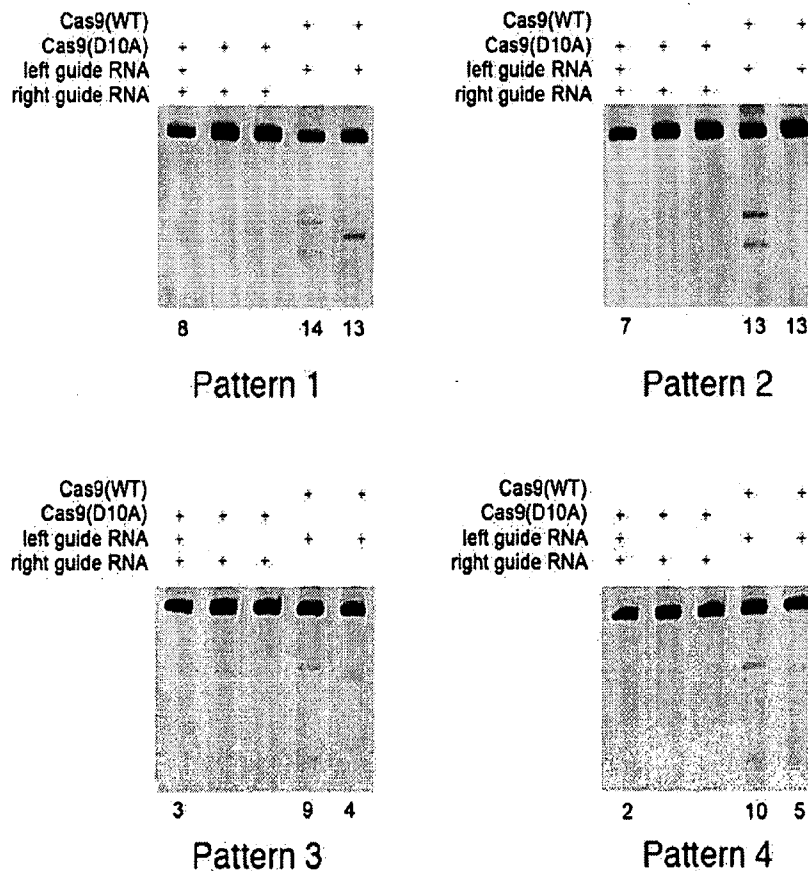 Cas9(WT) + +
Cas9(D10A) + + +
left guide RNA + + +
right guide RNA + + +
8 14 13
Pattern 1
Cas9(WT) + +
Cas9(D10A) + + +
left guide RNA + + +
right guide RNA + + +
7 13 13
Pattern 2
Cas9(WT) + +
Cas9(D10A) + + +
left guide RNA + + +
right guide RNA + + +
3 9 4
Pattern 3
Cas9(WT) + +
Cas9(D10A) + + +
left guide RNA + + +
right guide RNA + + +
2 10 5
Pattern 4